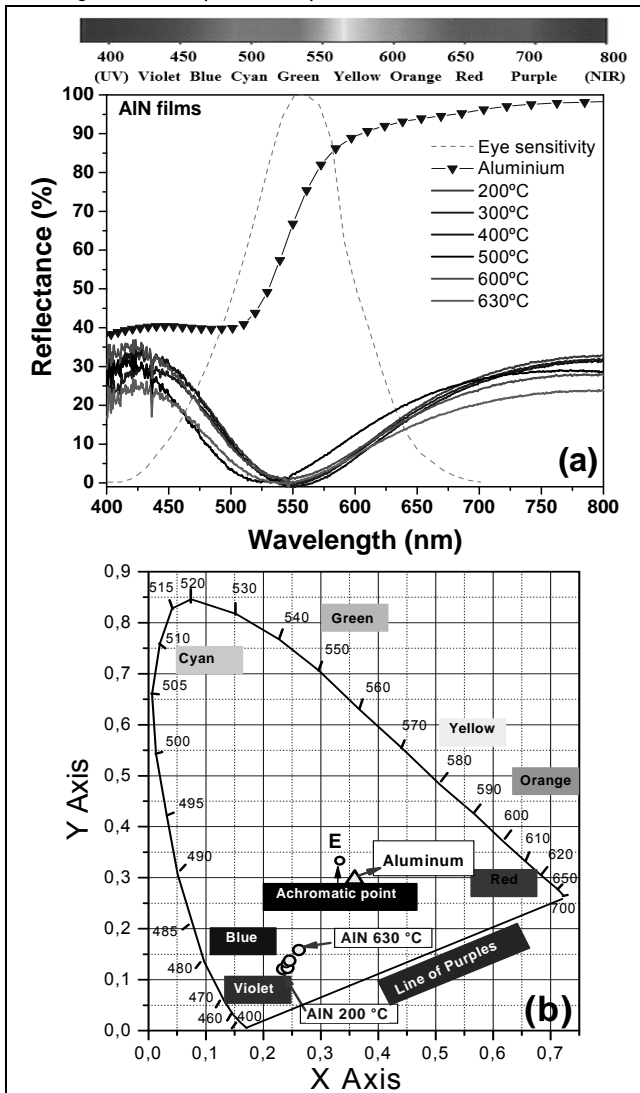 400 450 500 550 600 650 700 800
(UV) Violet Blue Cyan Green Yellow Orange Red Purple (NIR)
100
90
80
70
60
50
40
30
20
10
0
Reflectance (%)
AlN films
Eye sensitivity
Aluminium
200ºC
300ºC
400ºC
500ºC
600ºC
630ºC
(a)
400 450 500 550 600 650 700 750 800
Wavelength (nm)
0,9
0,8
0,7
0,6
0,5
0,4
0,3
0,2
0,1
0,0
Y Axis
515 520 530
540
Green
510
550
Cyan
505
560
500
570
Yellow
580
495
590
Orange
600
490
610
E
Aluminum
620
Red
650
Achromatic point
700
485
Blue
AlN 630 °C
480
Violet
Line of Purples
470
AlN 200 °C
460 400
(b)
0,0 0,1 0,2 0,3 0,4 0,5 0,6 0,7
X Axis